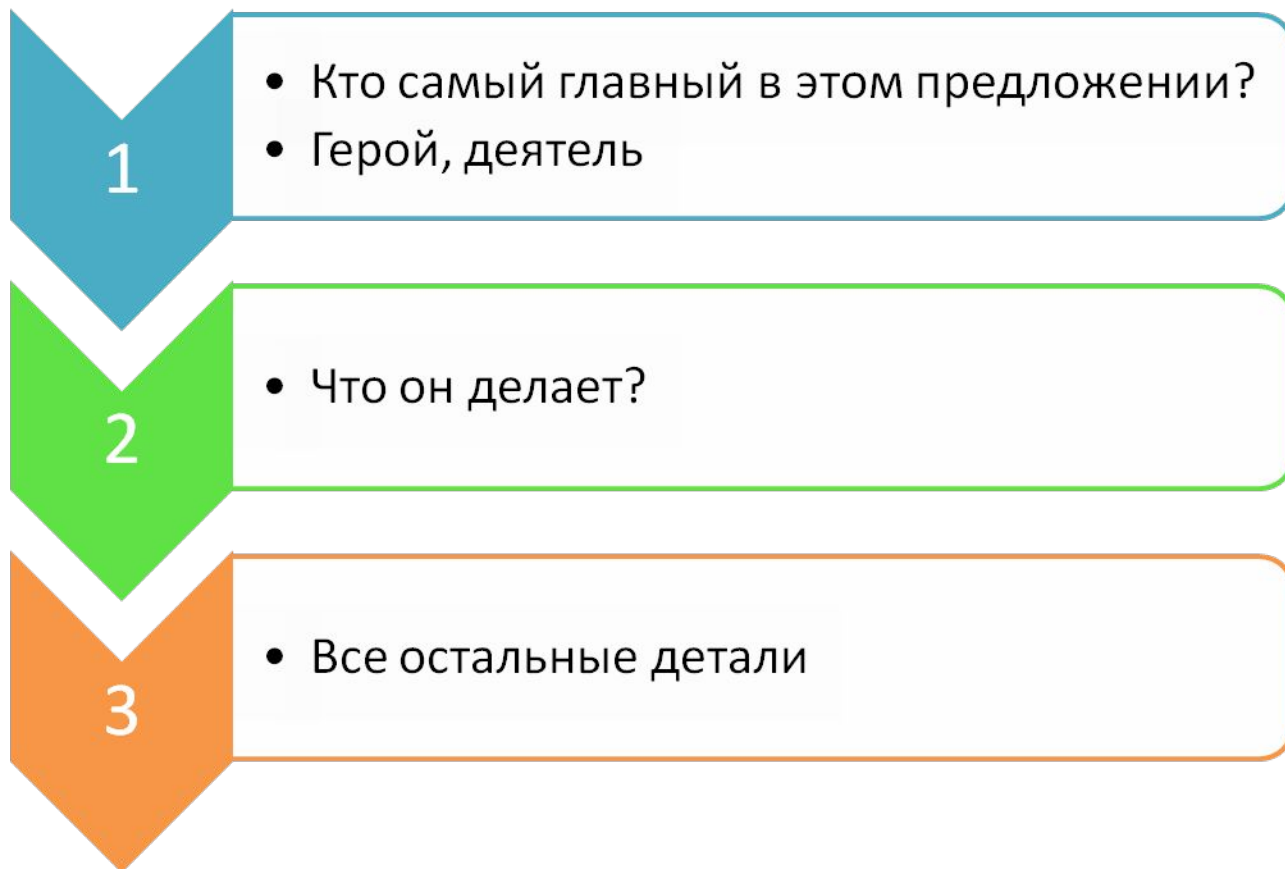 1
• Кто самый главный в этом предложении?
• Герой, деятель
2
• Что он делает?
3
• Все остальные детали